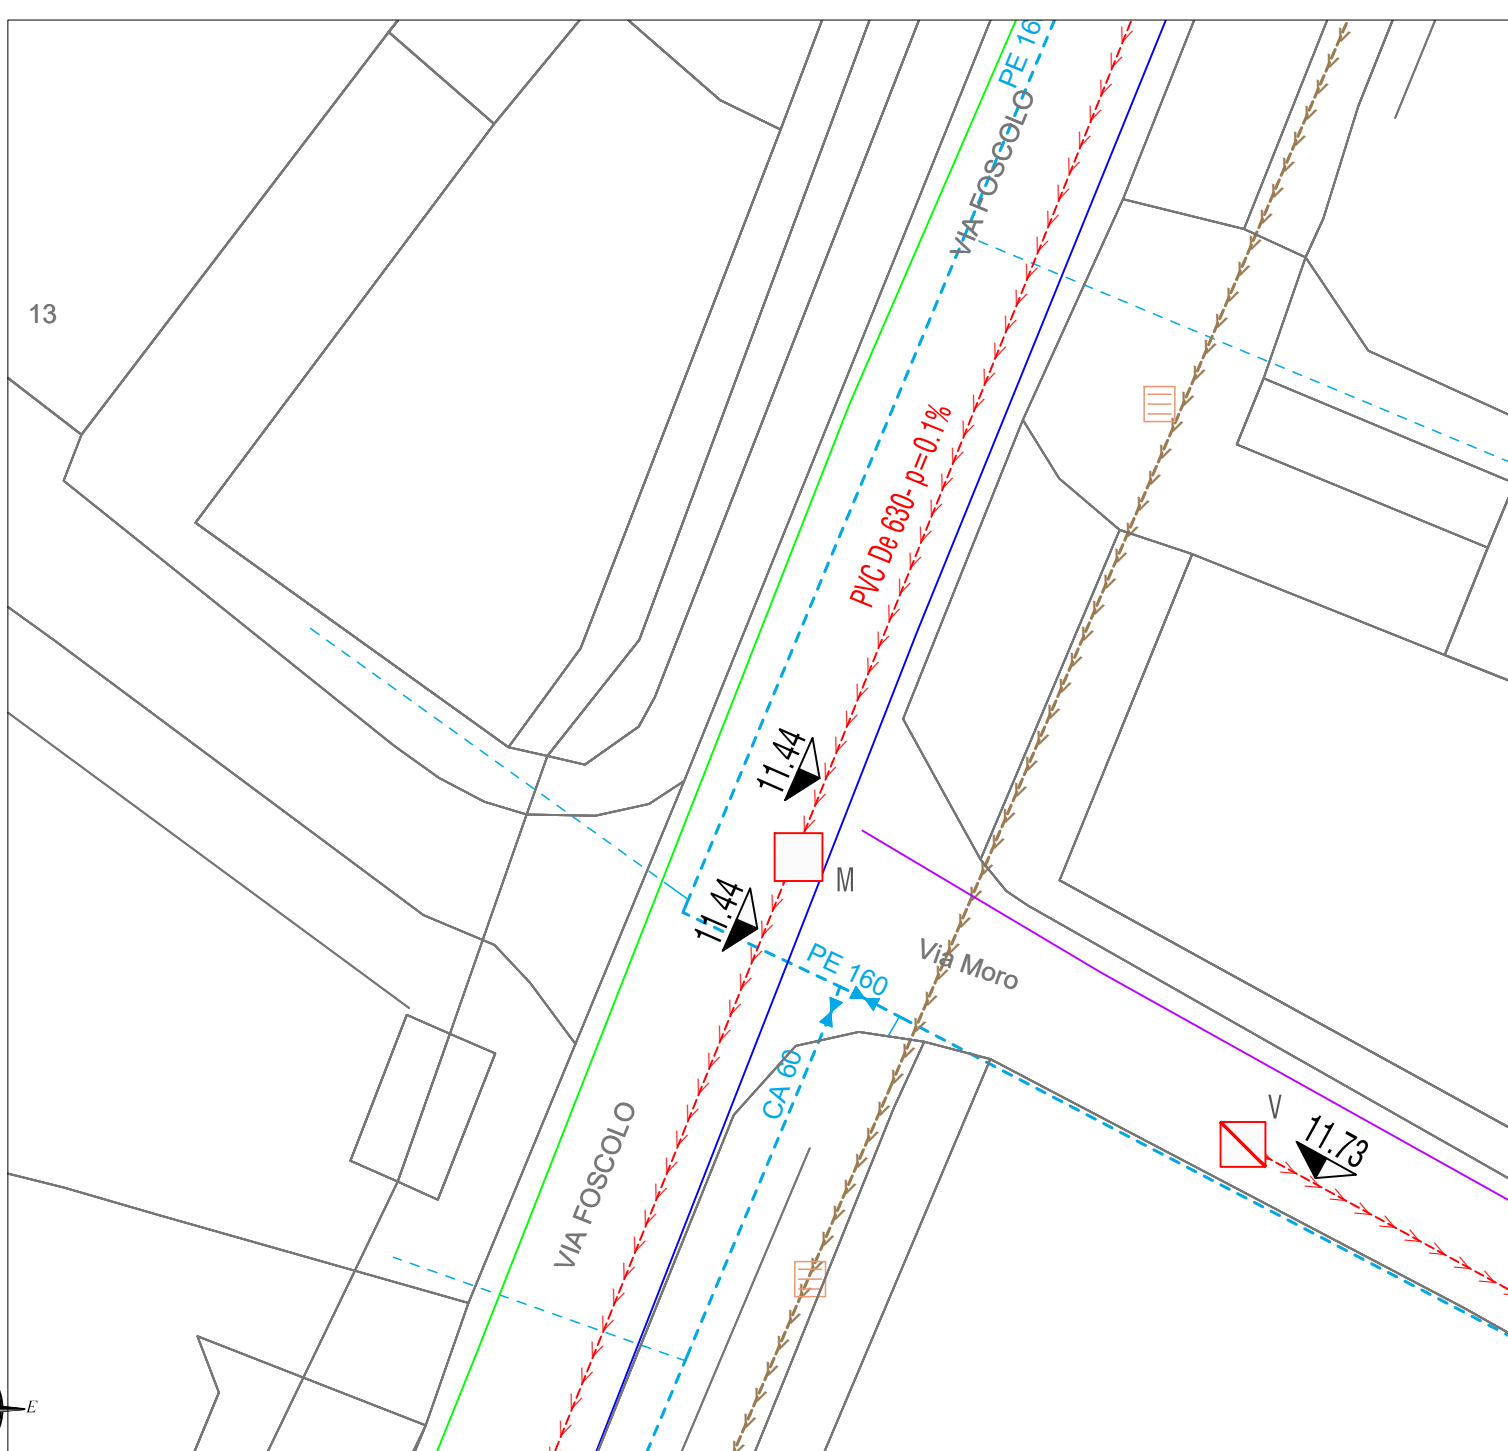 PE 16
VIA FOSCOLO
13
PVC De 630- p=0.1%
11.44
M
11.44
PE 160
Via Moro
CA 60
V
11.73
VIA FOSCOLO
E